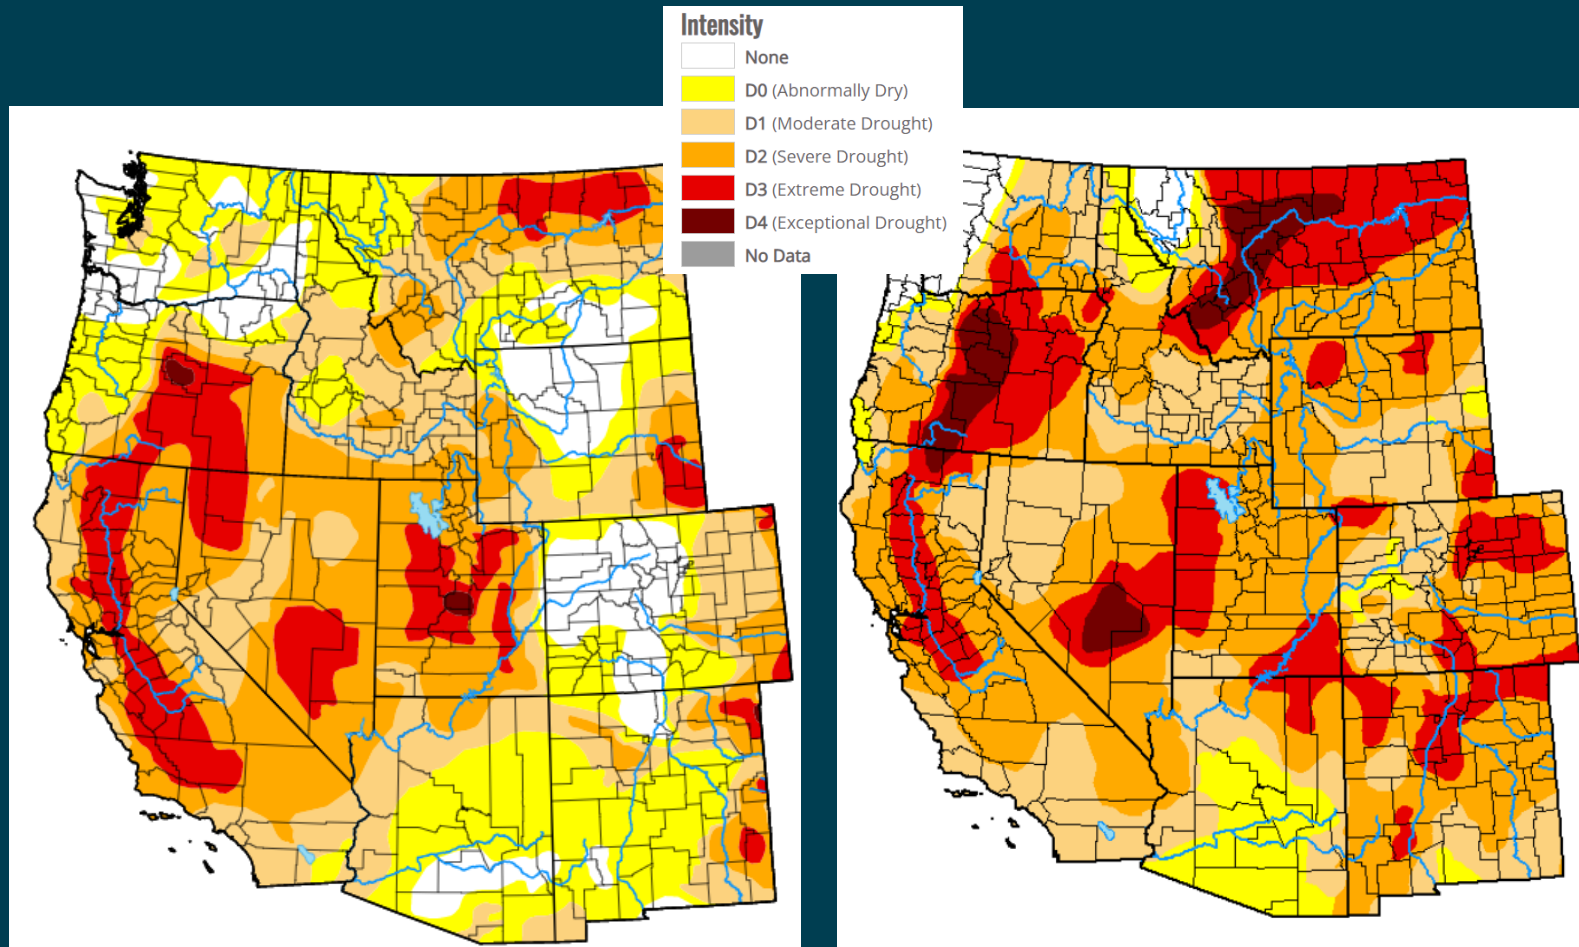 Intensity
None
D0 (Abnormally Dry)
D1 (Moderate Drought)
D2 (Severe Drought)
D3 (Extreme Drought)
D4 (Exceptional Drought)
No Data